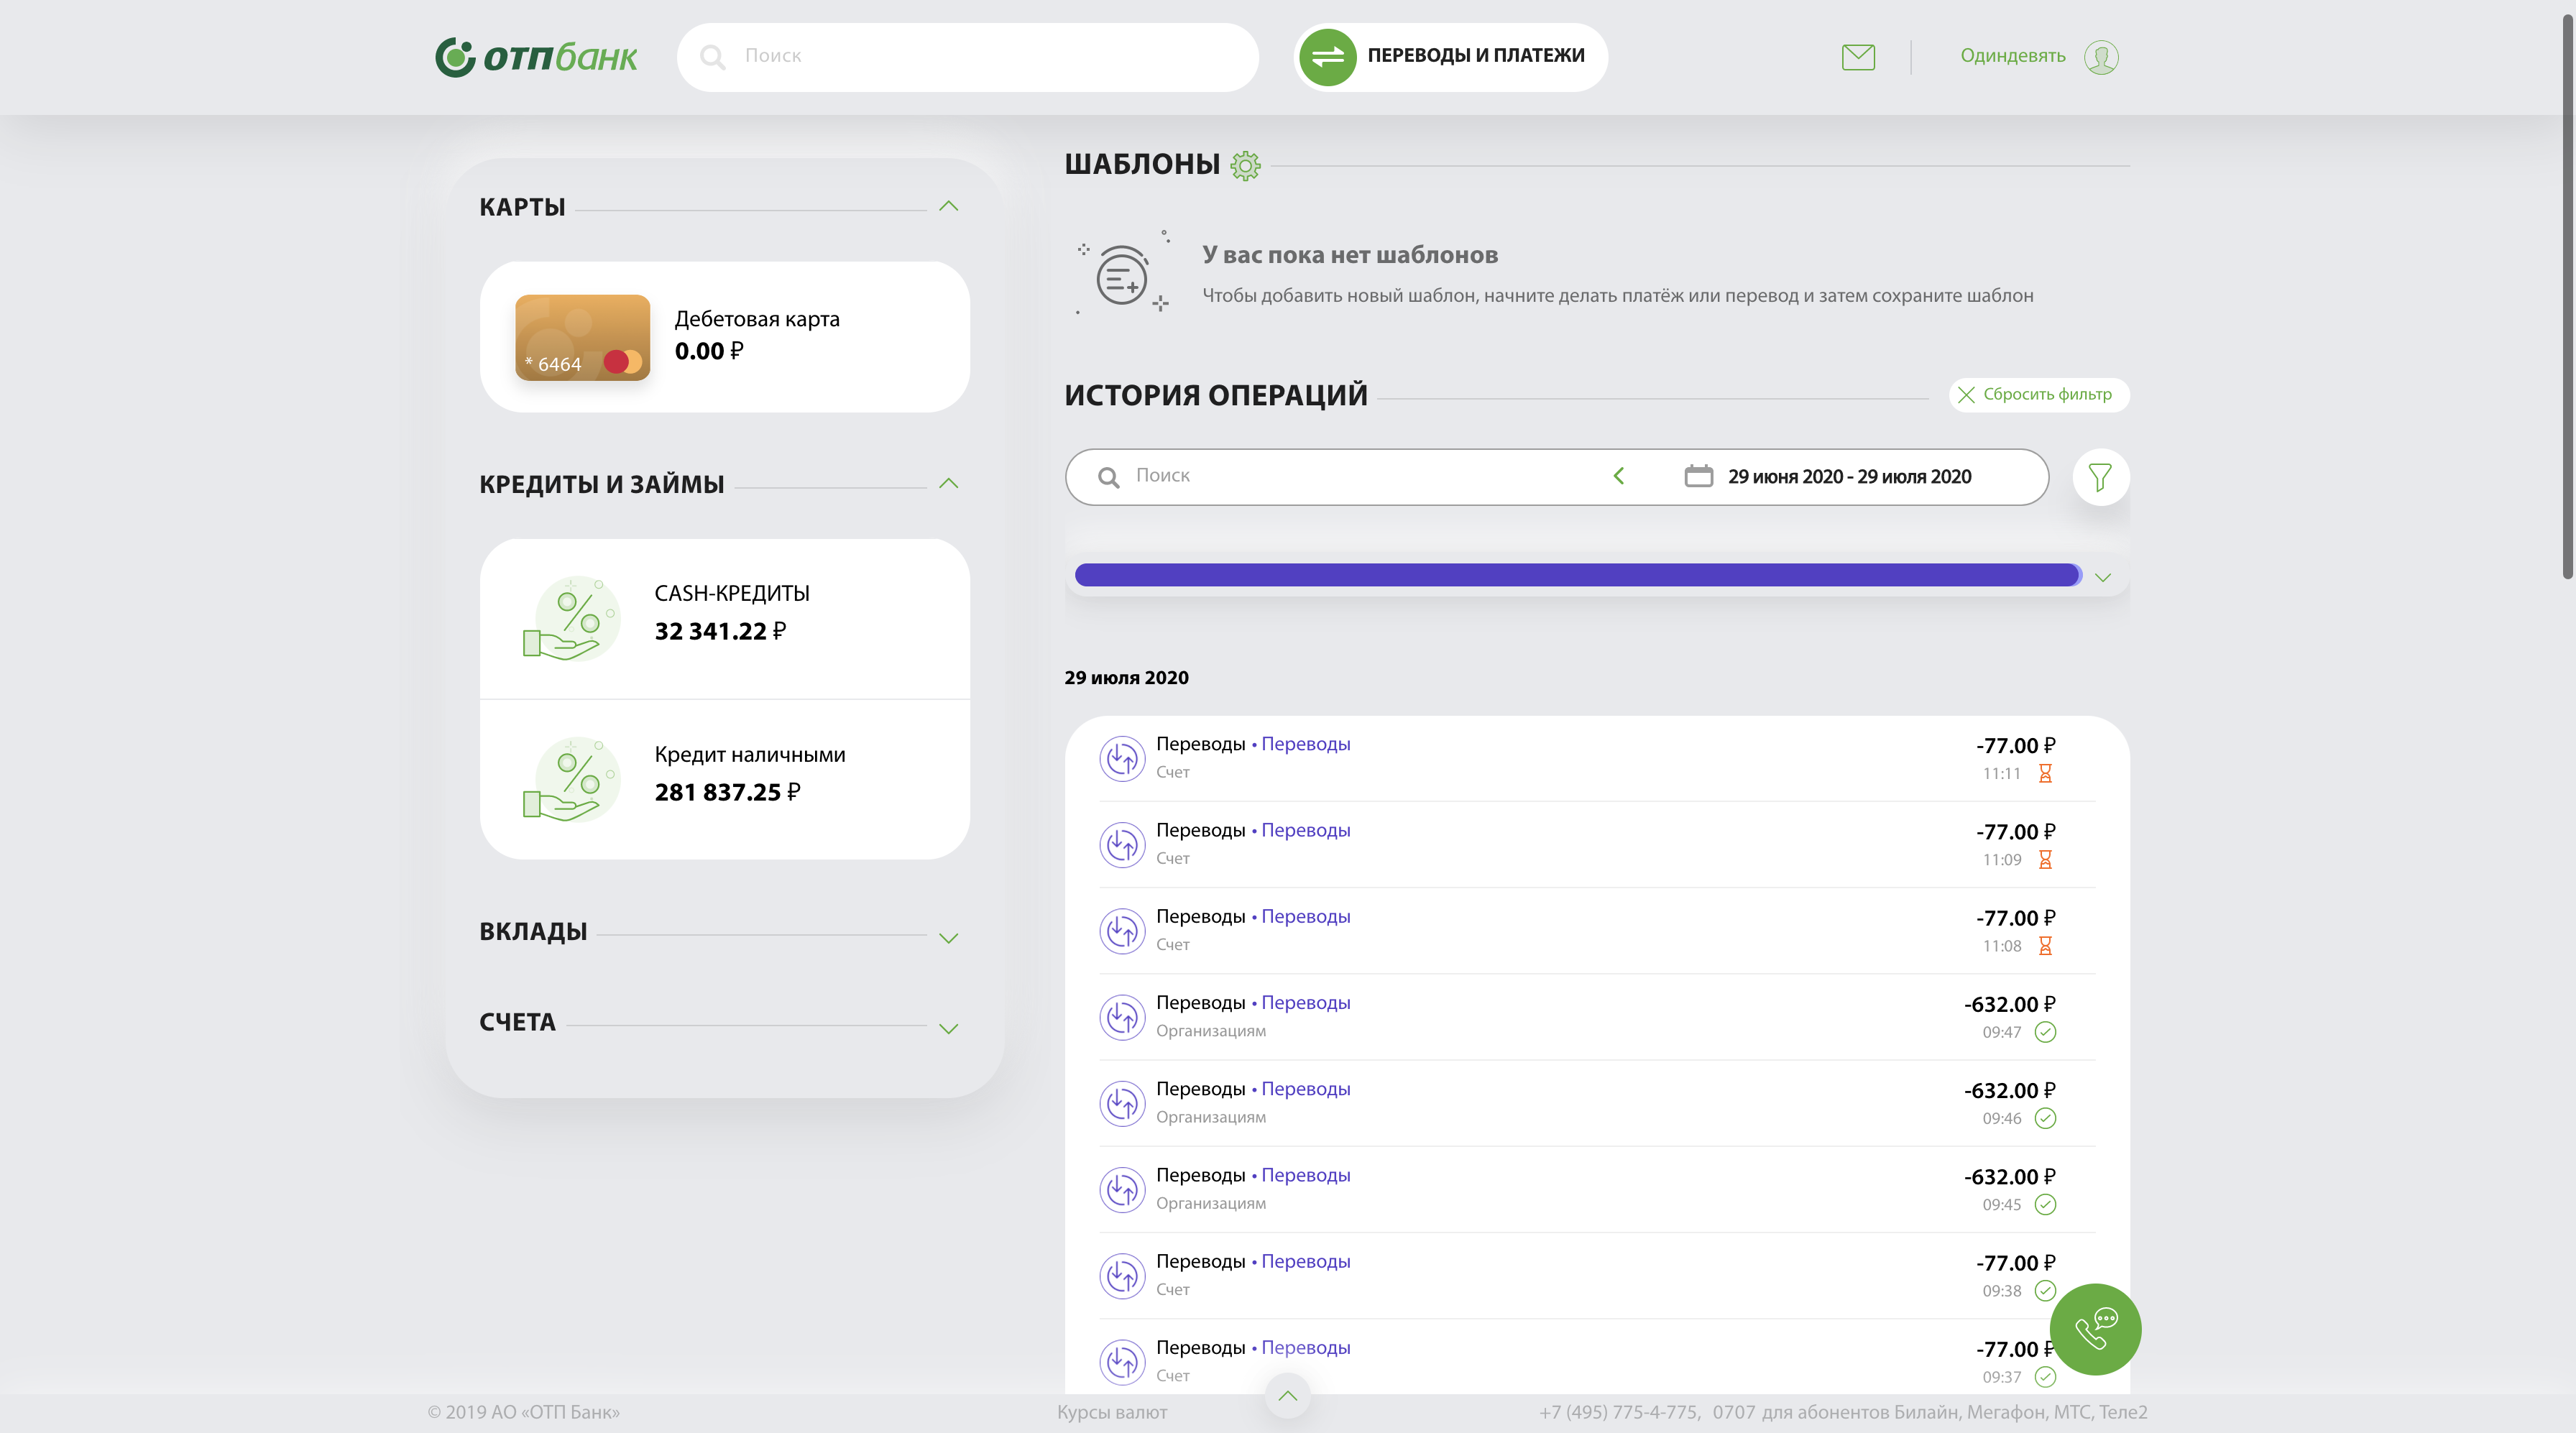 ОТПбанк
Поиск
ПЕРЕВОДЫ И ПЛАТЕЖИ
Одиндевять
КАРТЫ
* 6464
Дебетовая карта
0.00 ₽
КРЕДИТЫ И ЗАЙМЫ
CASH-КРЕДИТЫ
32 341.22 ₽
Кредит наличными
281 837.25 ₽
ВКЛАДЫ
СЧЕТА
ШАБЛОНЫ
У вас пока нет шаблонов
Чтобы добавить новый шаблон, начните делать платёж или перевод и затем сохраните шаблон
ИСТОРИЯ ОПЕРАЦИЙ
Сбросить фильтр
Поиск
29 июня 2020 - 29 июля 2020
29 июля 2020
Переводы • Переводы -77.00 ₽
Счет 11:11
Переводы • Переводы -77.00 ₽
Счет 11:09
Переводы • Переводы -77.00 ₽
Счет 11:08
Переводы • Переводы -632.00 ₽
Организациям 09:47
Переводы • Переводы -632.00 ₽
Организациям 09:46
Переводы • Переводы -632.00 ₽
Организациям 09:45
Переводы • Переводы -77.00 ₽
Счет 09:38
Переводы • Переводы -77.00 ₽
Счет 09:37
© 2019 АО «ОТП Банк»
Курсы валют
+7 (495) 775-4-775, 0707 для абонентов Билайн, Мегафон, МТС, Теле2